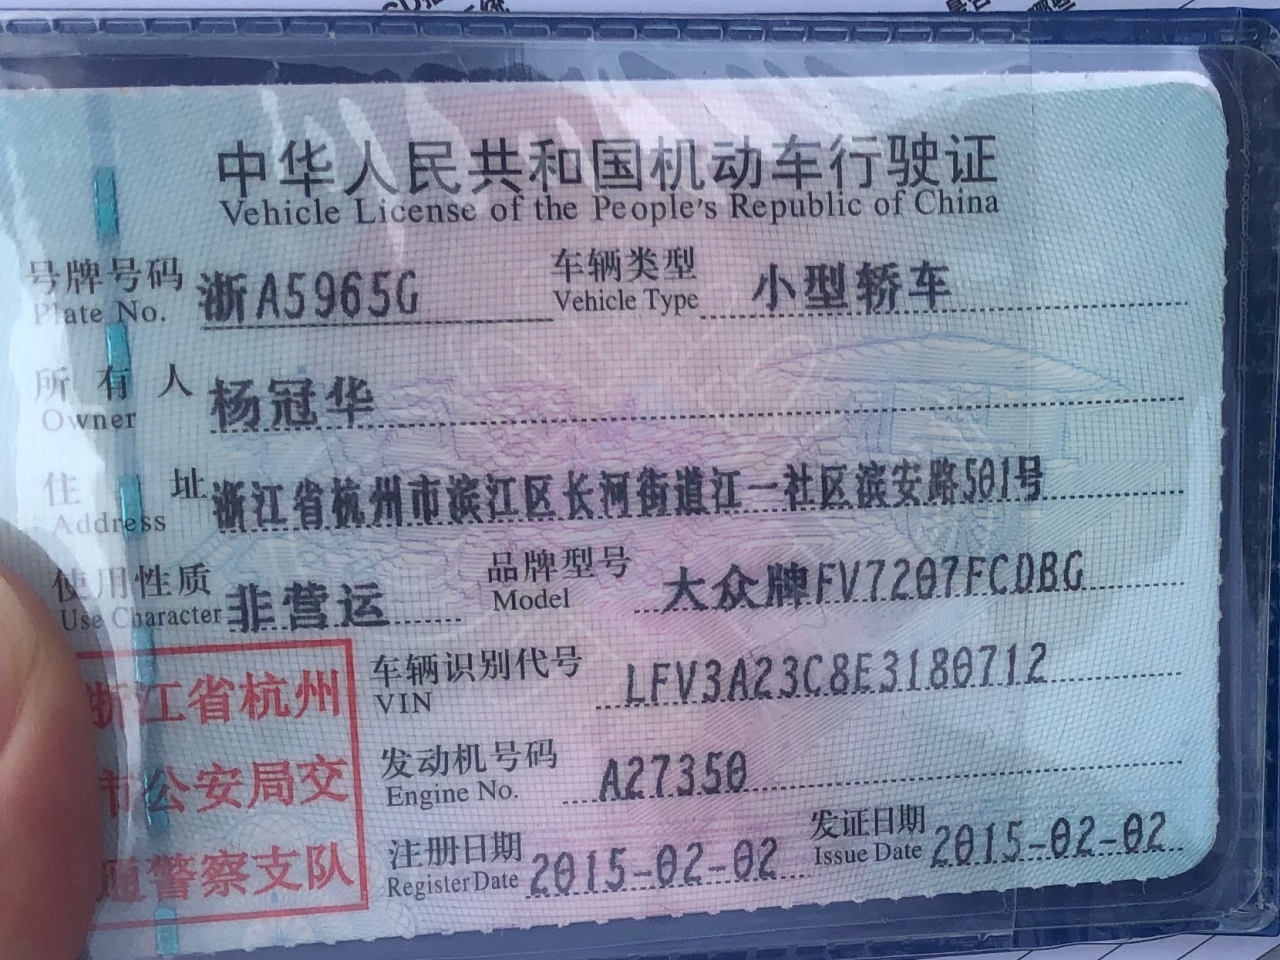 中华人民共和国机动车行驶证
Vehicle License of the People's Republic of China
号牌号码 浙A5965G 车辆类型 小型轿车
Plate No. Vehicle Type
所有人 杨冠华
Owner
住址 浙江省杭州市滨江区长河街道江一社区滨安路501号
Address
使用性质 非营运 品牌型号 大众牌FV7207FCDBG
Use Character Model
浙江省杭州
市公安局交
通警察支队
车辆识别代号 LFV3A23C8E3180712
VIN
发动机号码 A27350
Engine No.
注册日期 2015-02-02 发证日期 2015-02-02
Register Date Issue Date